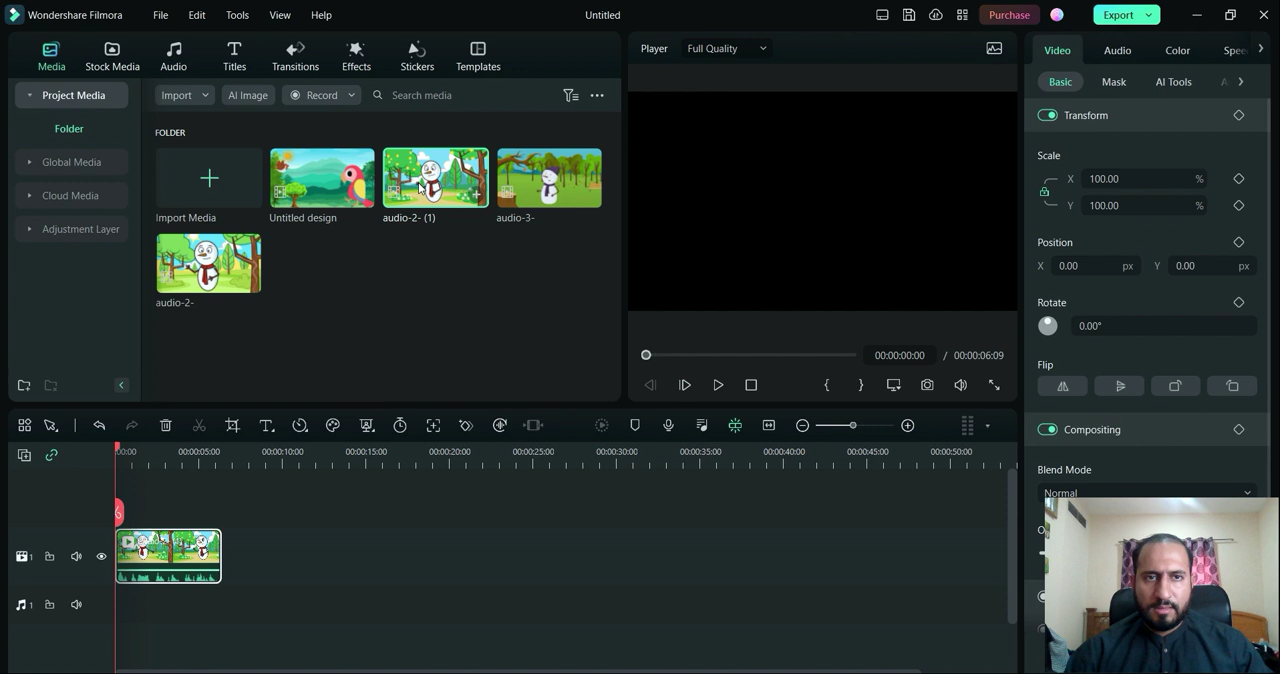 Wondershare Filmora File Edit Tools View Help Untitled Purchase Export
Media Stock Media Audio Titles Transitions Effects Stickers Templates
Player Full Quality
Video Audio Color
Project Media
Import AI Image Record Search media
Basic Mask AI Tools
Folder
FOLDER
Transform
Global Media
Cloud Media
Adjustment Layer
Import Media Untitled design audio-2- (1) audio-3-
audio-2-
Scale
X 100.00 %
Y 100.00 %
Position
X 0.00 px Y 0.00 px
Rotate
0.00°
Flip
00:00:00:00 / 00:00:06:09
Compositing
Blend Mode
Normal
00:00:05:00 00:00:10:00 00:00:15:00 00:00:20:00 00:00:25:00 00:00:30:00 00:00:35:00 00:00:40:00 00:00:45:00 00:00:50:00
1
1